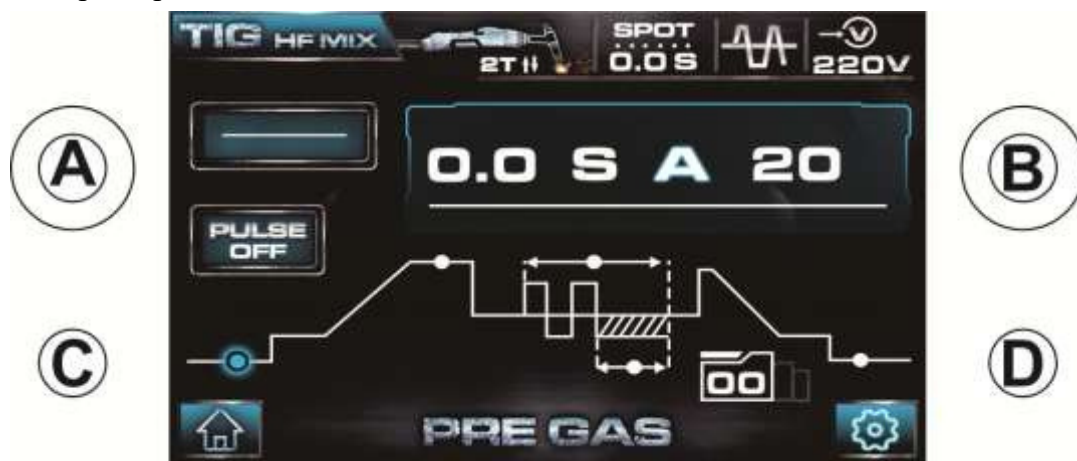 TIG HF MIX
2T
SPOT
0.0 S
V
220V
A
B
0.0 S A 20
PULSE
OFF
C
D
00
PRE GAS